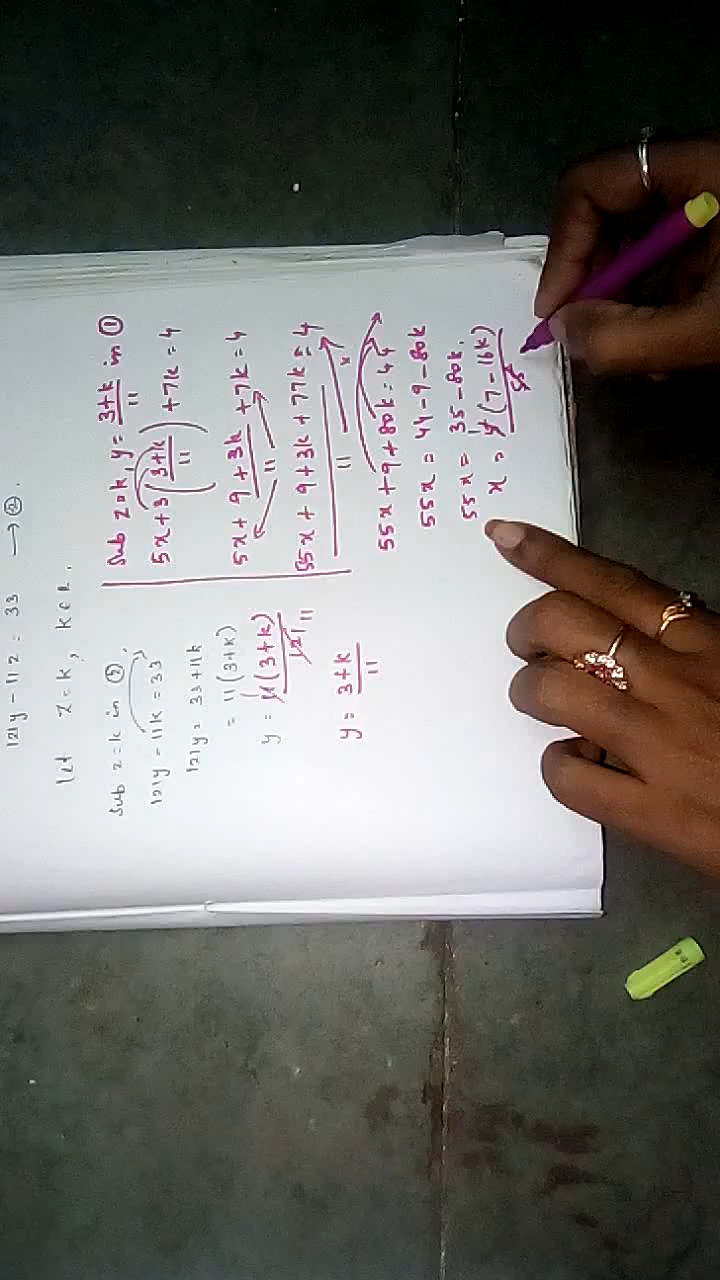 121y - 11z = 33 → ②.
Let z = k, k ∈ R.
Sub z = k in ②,
121y - 11k = 33
121y = 33 + 11k
= 11(3+k)
y = 11(3+k)/121 11
y = 3+k/11
Sub z = k, y = 3+k/11 in ①
5x + 3(3+k/11) + 7k = 4
5x + 9+3k/11 + 7k = 4
55x + 9 + 3k + 77k/11 = 4
55x + 9 + 80k = 44
55x = 44 - 9 - 80k
55x = 35 - 80k.
x = 5(7 - 16k)/55